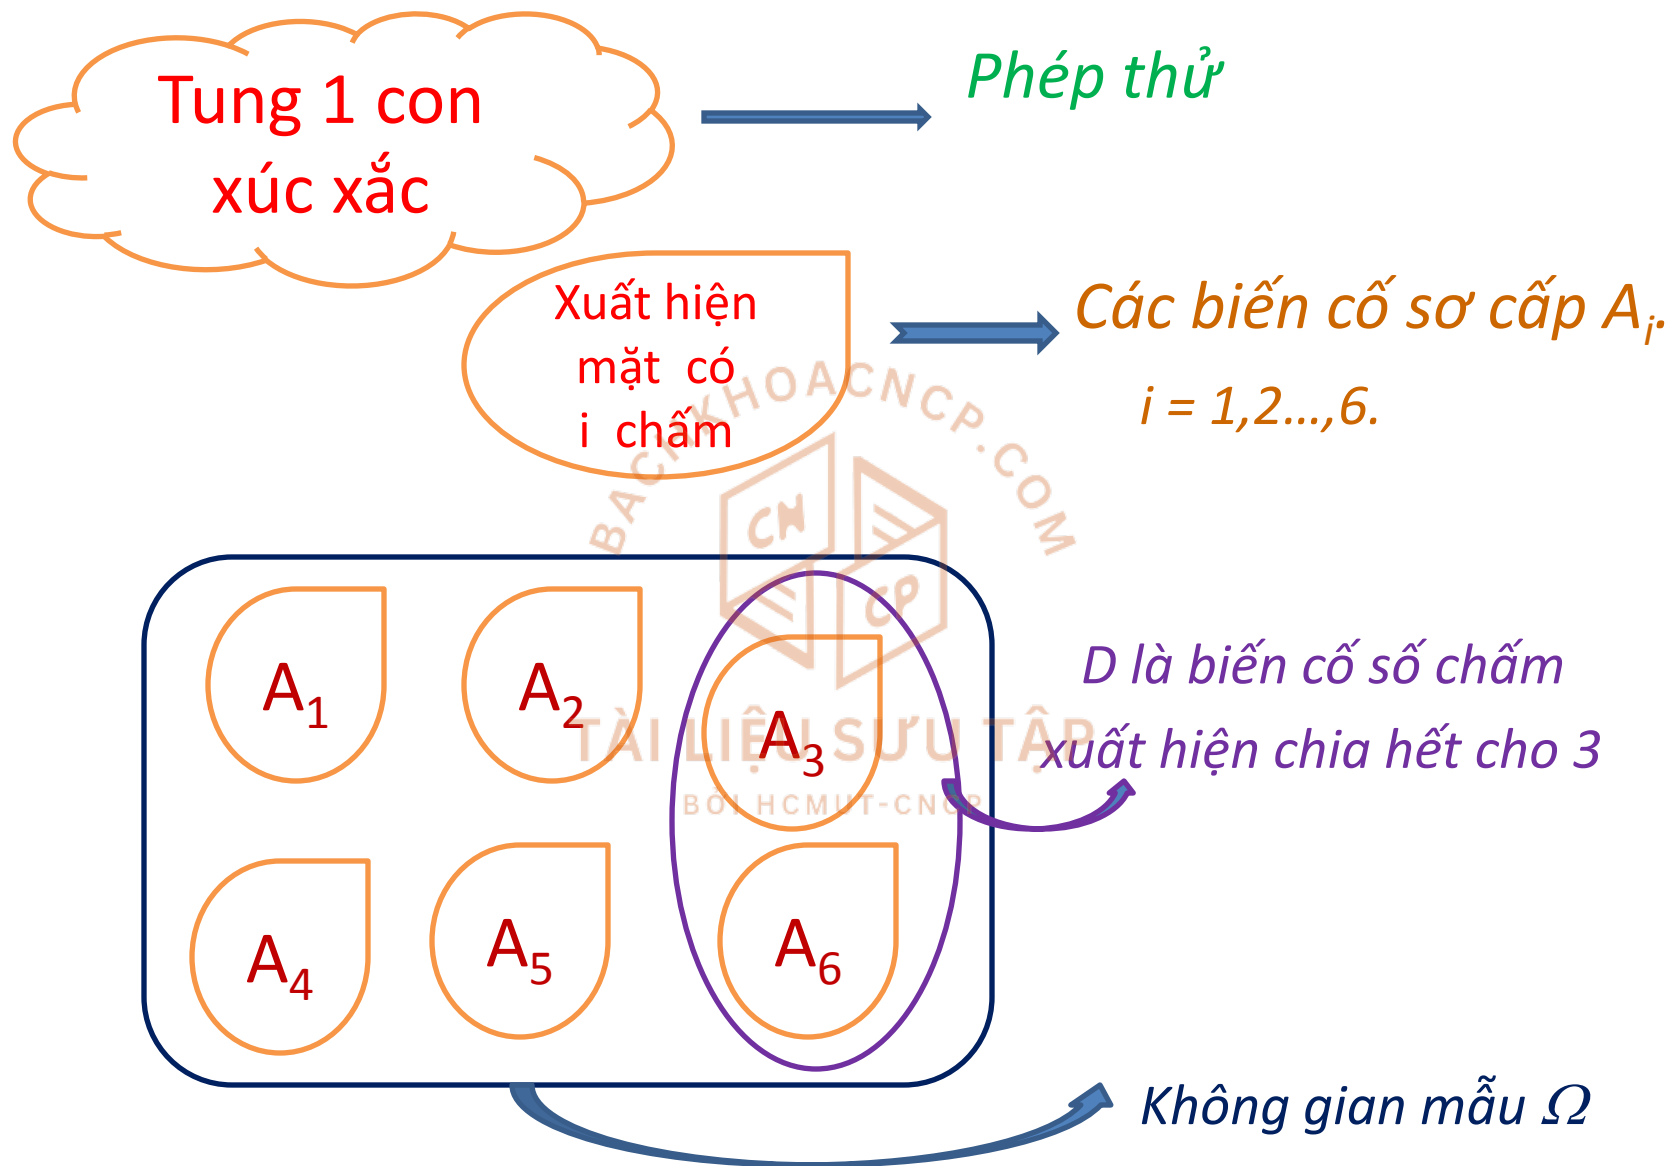 Tung 1 con
xúc xắc
Phép thử
Xuất hiện
mặt có
i chấm
Các biến cố sơ cấp Aᵢ.
i = 1,2...,6.
BACHKHOACNCP.COM
CN
CP
A₁
A₂
A₃
D là biến cố số chấm
xuất hiện chia hết cho 3
TÀI LIỆU SƯU TẬP
BỞI HCMUT-CNCP
A₄
A₅
A₆
Không gian mẫu Ω